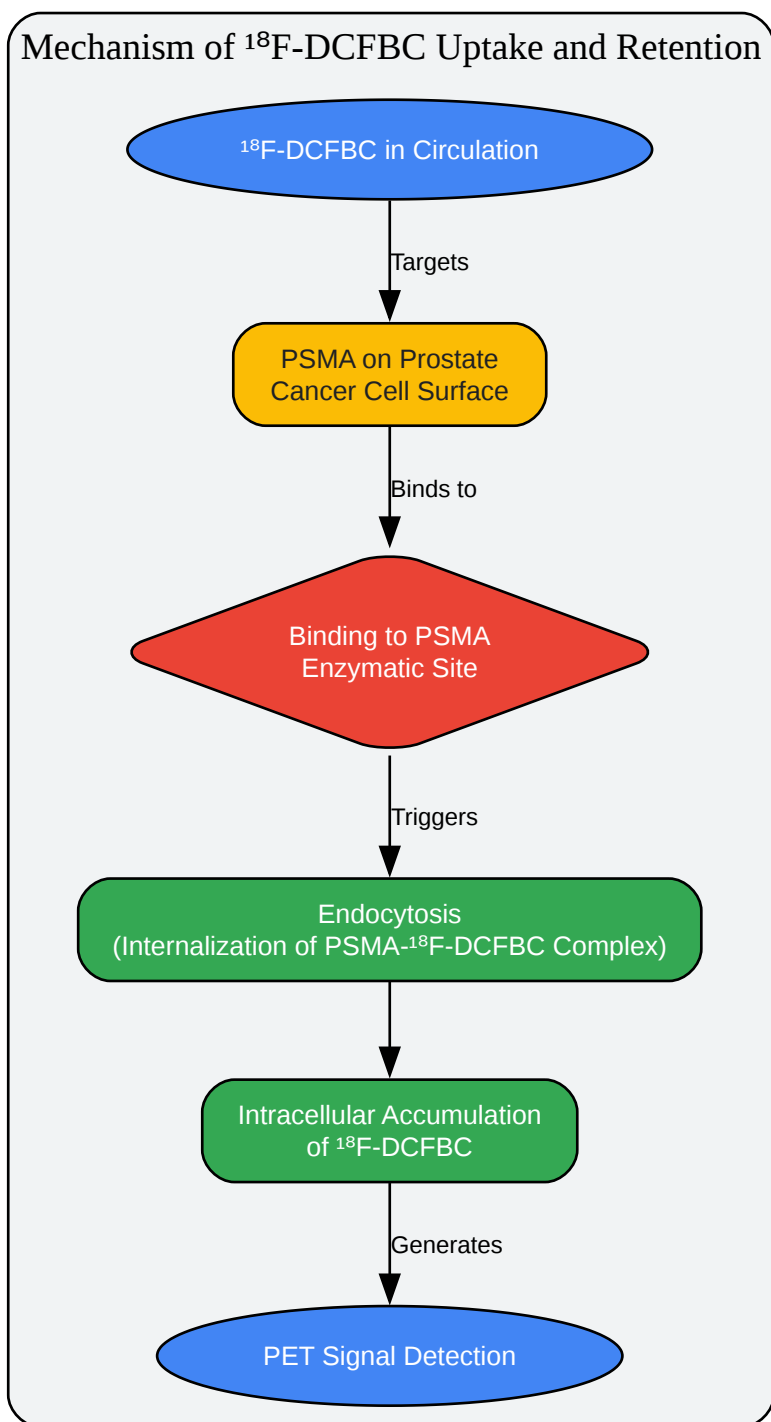 Mechanism of ¹⁸F-DCFBC Uptake and Retention
¹⁸F-DCFBC in Circulation
Targets
PSMA on Prostate
Cancer Cell Surface
Binds to
Binding to PSMA
Enzymatic Site
Triggers
Endocytosis
(Internalization of PSMA-¹⁸F-DCFBC Complex)
Intracellular Accumulation
of ¹⁸F-DCFBC
Generates
PET Signal Detection